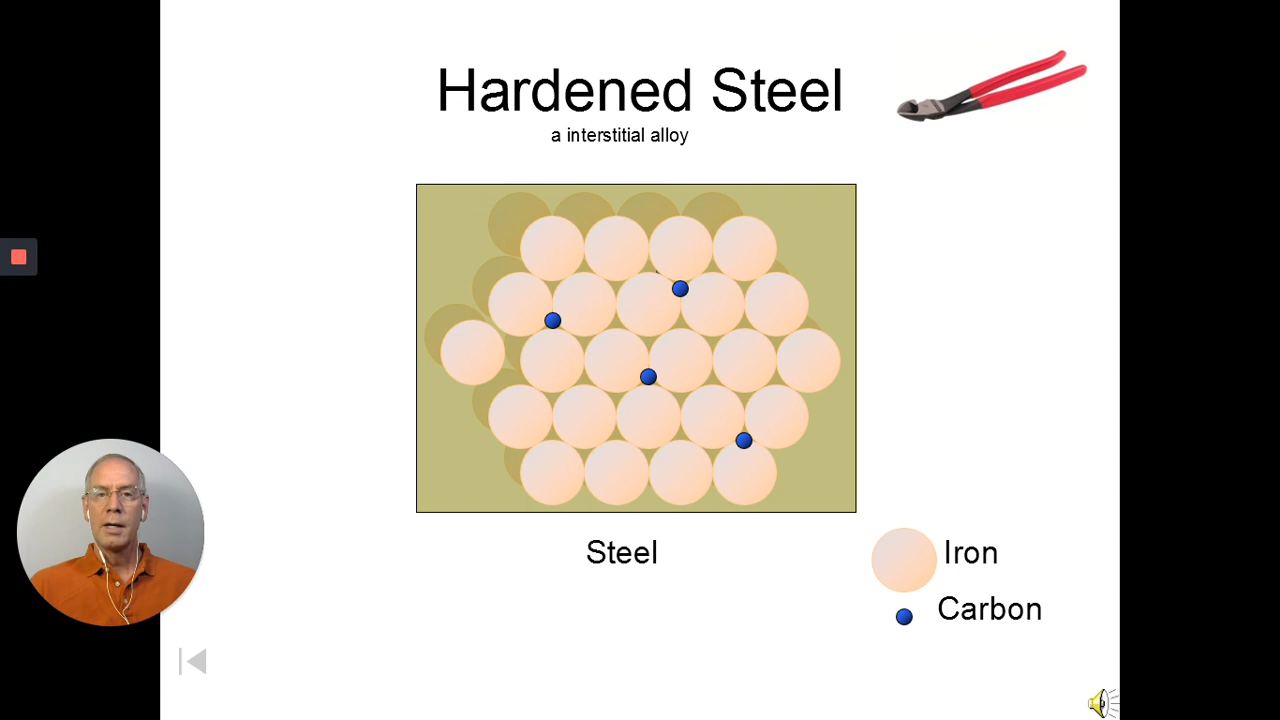 Hardened Steel
a interstitial alloy
Steel
Iron
Carbon